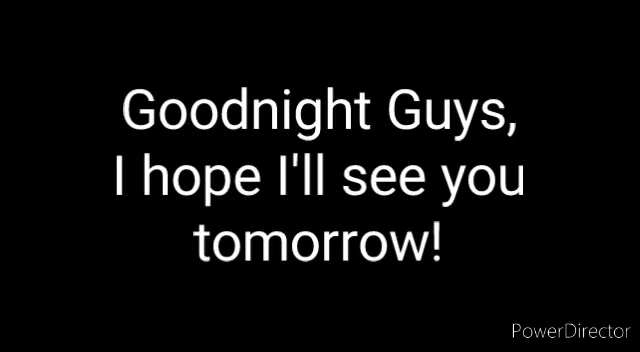 Goodnight Guys,
I hope I'll see you
tomorrow!
PowerDirector